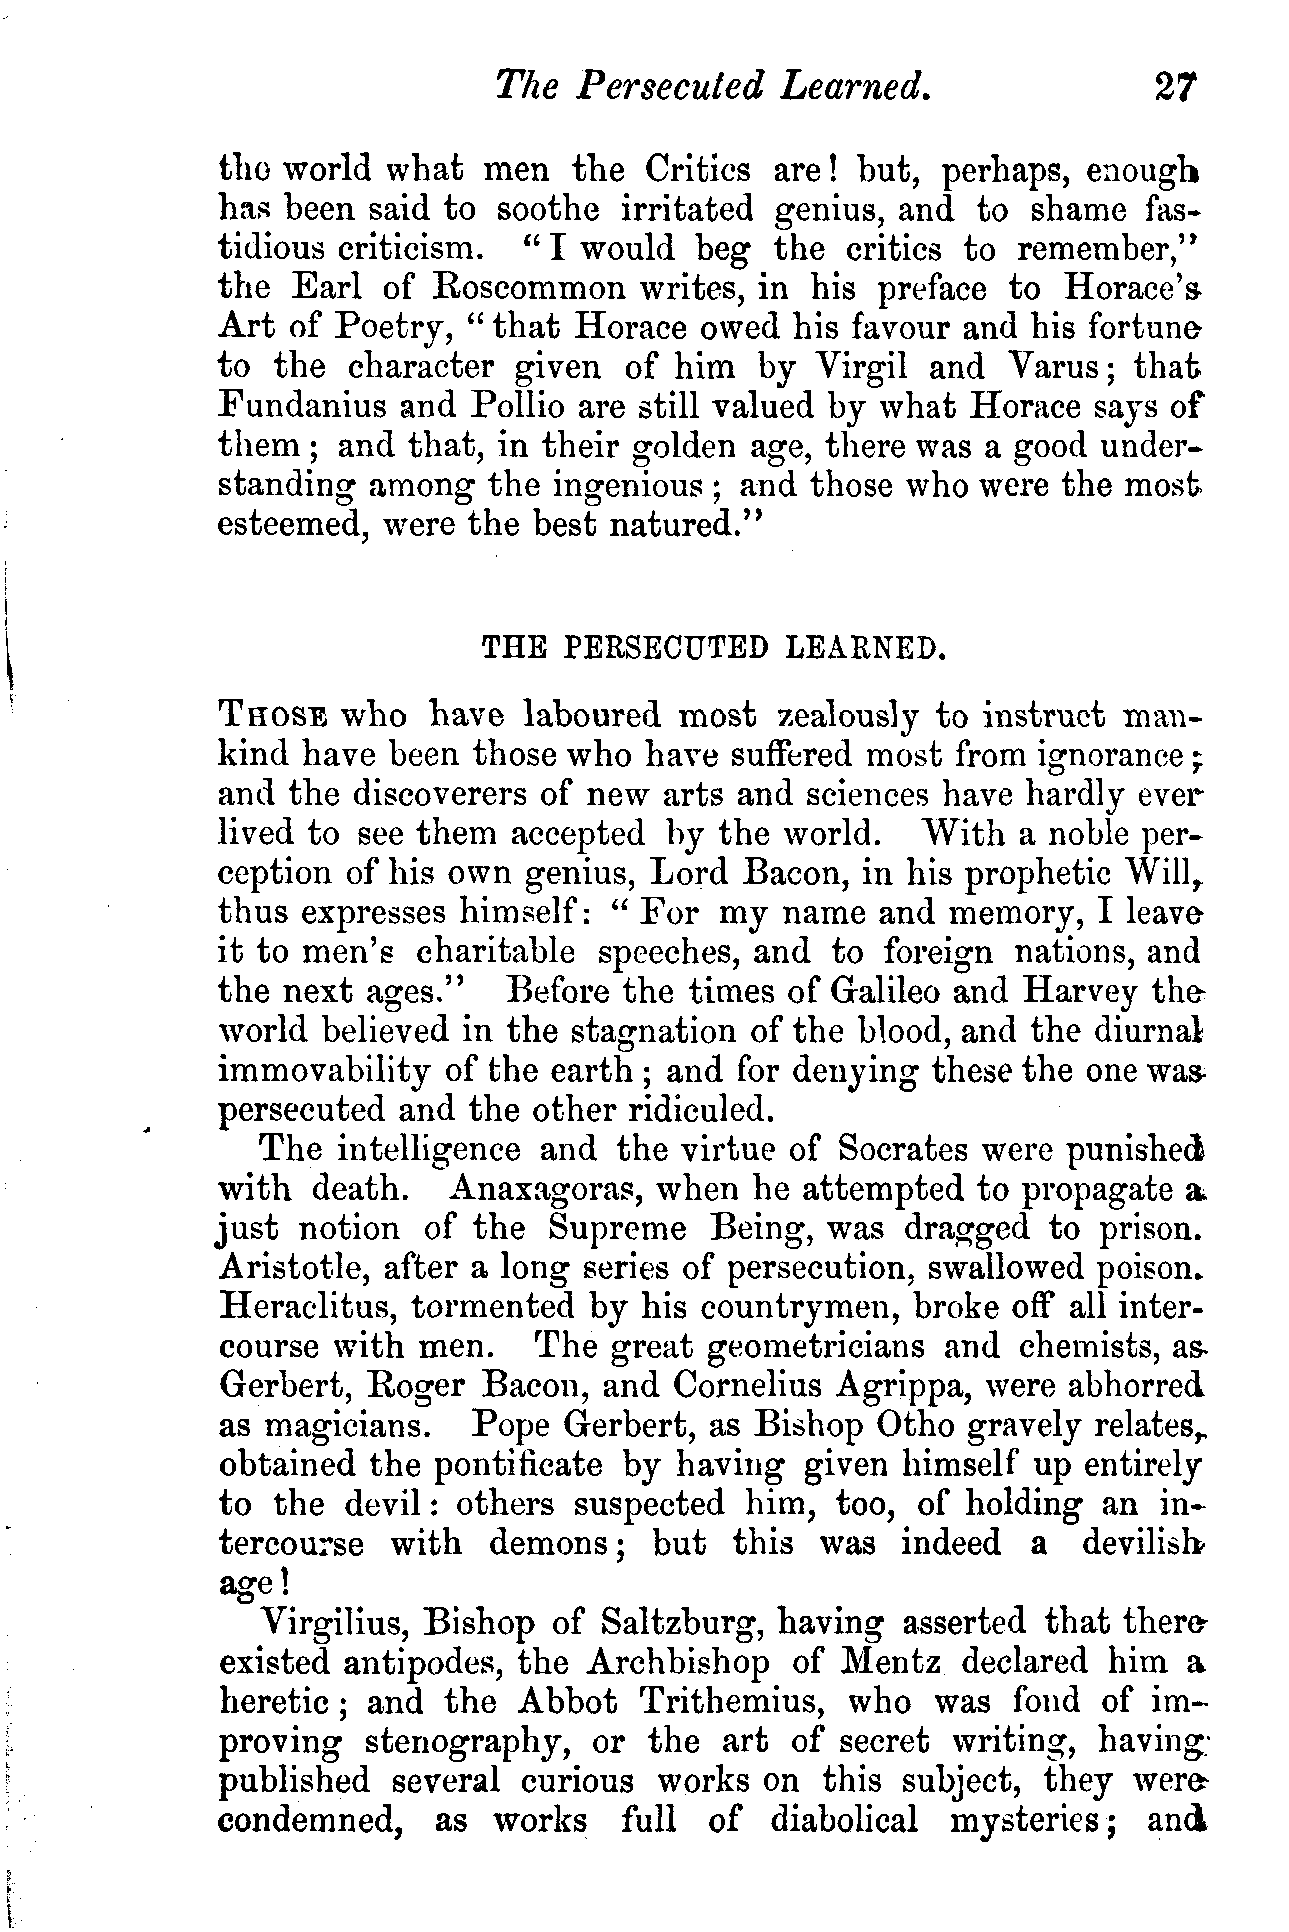 The Persecuted Learned. 27
the world what men the Critics are! but, perhaps, enough
has been said to soothe irritated genius, and to shame fas-
tidious criticism. "I would beg the critics to remember,"
the Earl of Roscommon writes, in his preface to Horace's
Art of Poetry, "that Horace owed his favour and his fortune
to the character given of him by Virgil and Varus; that
Fundanius and Pollio are still valued by what Horace says of
them; and that, in their golden age, there was a good under-
standing among the ingenious; and those who were the most
esteemed, were the best natured."
THE PERSECUTED LEARNED.
THOSE who have laboured most zealously to instruct man-
kind have been those who have suffered most from ignorance;
and the discoverers of new arts and sciences have hardly ever
lived to see them accepted by the world. With a noble per-
ception of his own genius, Lord Bacon, in his prophetic Will,
thus expresses himself: "For my name and memory, I leave
it to men's charitable speeches, and to foreign nations, and
the next ages." Before the times of Galileo and Harvey the
world believed in the stagnation of the blood, and the diurnal
immovability of the earth; and for denying these the one was
persecuted and the other ridiculed.
The intelligence and the virtue of Socrates were punished
with death. Anaxagoras, when he attempted to propagate a
just notion of the Supreme Being, was dragged to prison.
Aristotle, after a long series of persecution, swallowed poison.
Heraclitus, tormented by his countrymen, broke off all inter-
course with men. The great geometricians and chemists, as
Gerbert, Roger Bacon, and Cornelius Agrippa, were abhorred
as magicians. Pope Gerbert, as Bishop Otho gravely relates,
obtained the pontificate by having given himself up entirely
to the devil: others suspected him, too, of holding an in-
tercourse with demons; but this was indeed a devilish
age!
Virgilius, Bishop of Saltzburg, having asserted that there
existed antipodes, the Archbishop of Mentz declared him a
heretic; and the Abbot Trithemius, who was fond of im-
proving stenography, or the art of secret writing, having
published several curious works on this subject, they were
condemned, as works full of diabolical mysteries; and